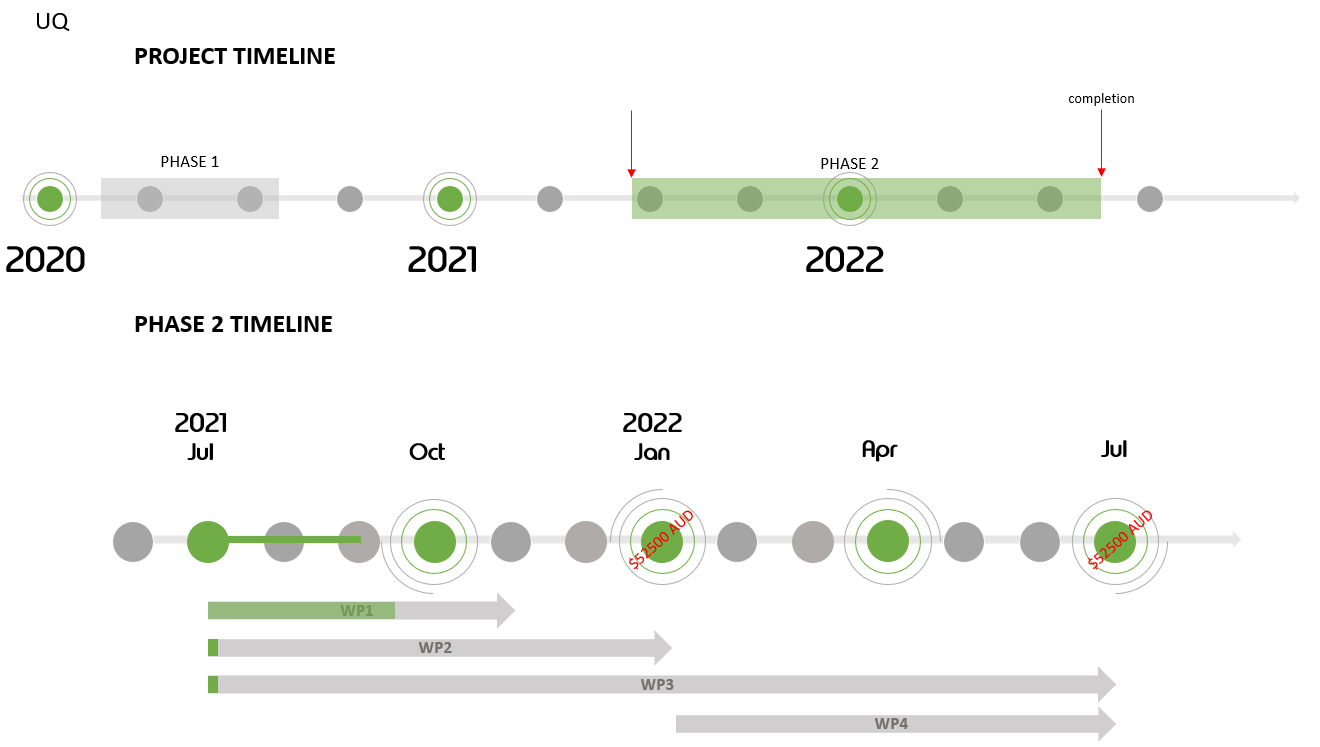 UQ
PROJECT TIMELINE
completion
PHASE 1
PHASE 2
2020
2021
2022
PHASE 2 TIMELINE
2021
Jul
Oct
2022
Jan
Apr
Jul
$52500 AUD
$52500 AUD
WP1
WP2
WP3
WP4